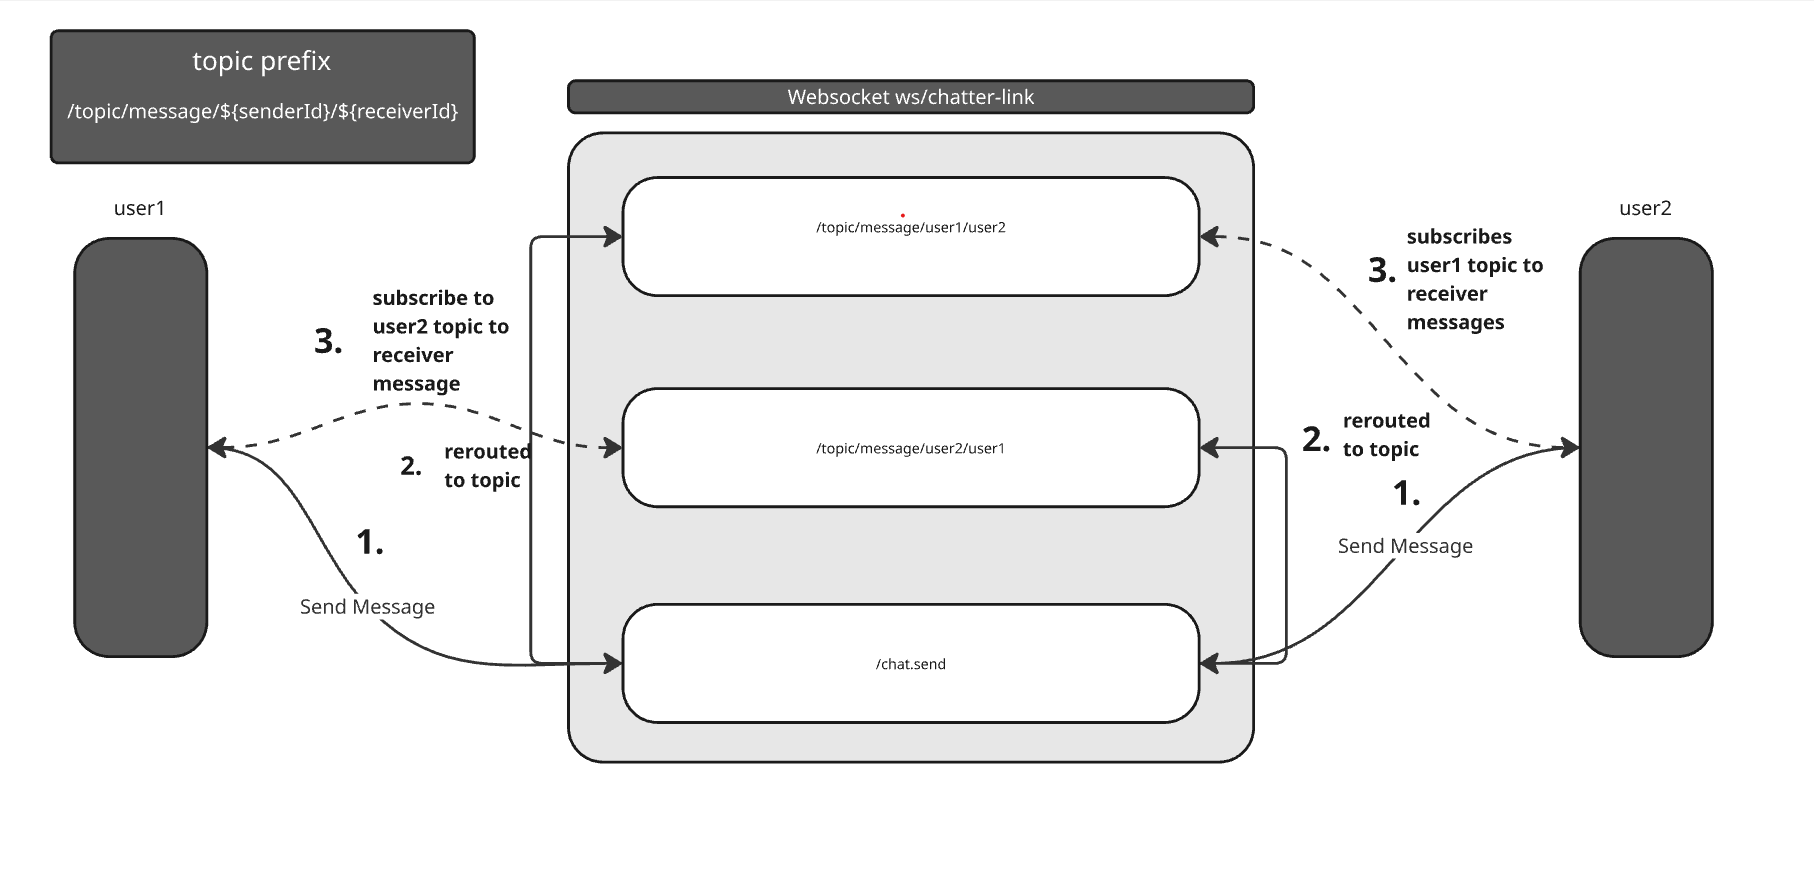 topic prefix
/topic/message/${senderId}/${receiverId}
Websocket ws/chatter-link
user1
user2
/topic/message/user1/user2
3.
subscribes
user1 topic to
receiver
messages
3.
subscribe to
user2 topic to
receiver
message
2.
rerouted
to topic
/topic/message/user2/user1
2.
rerouted
to topic
1.
Send Message
1.
Send Message
/chat.send